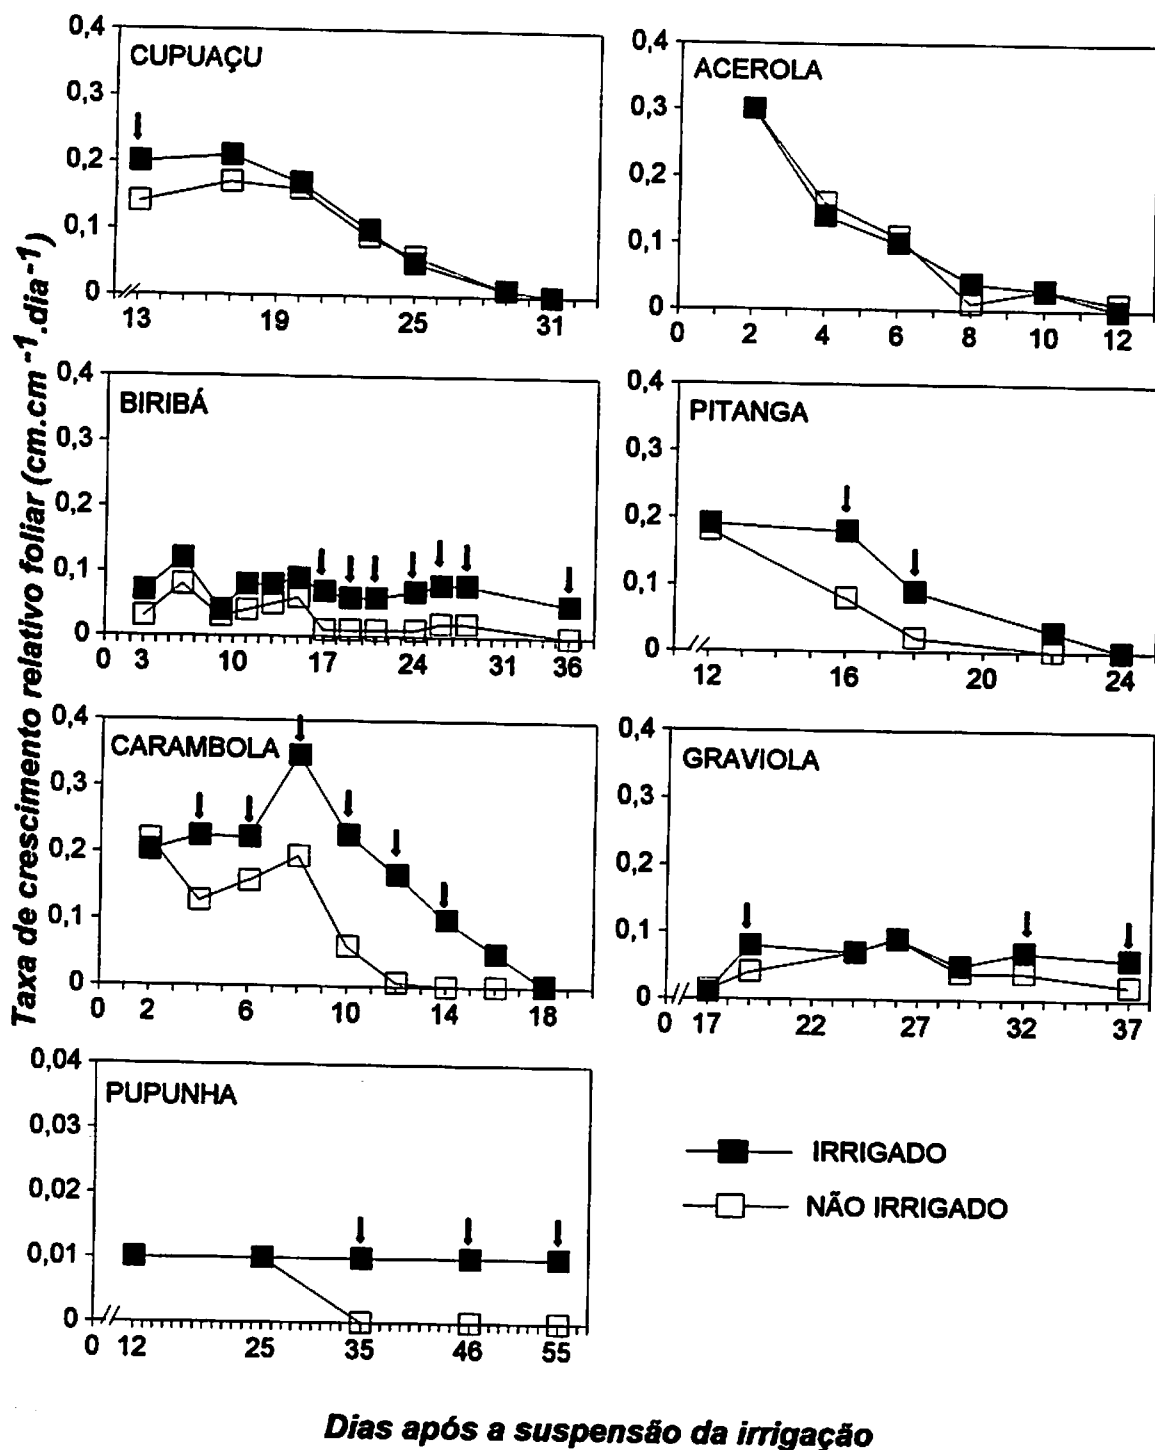 Taxa de crescimento relativo foliar (cm.cm⁻¹.dia⁻¹)
CUPUAÇU
0,4
0,3
0,2
0,1
0
13 19 25 31
ACEROLA
0,4
0,3
0,2
0,1
0
0 2 4 6 8 10 12
BIRIBÁ
0,4
0,3
0,2
0,1
0
0 3 10 17 24 31 36
PITANGA
0,4
0,3
0,2
0,1
0
12 16 20 24
CARAMBOLA
0,4
0,3
0,2
0,1
0
0 2 6 10 14 18
GRAVIOLA
0,4
0,3
0,2
0,1
0
0 17 22 27 32 37
PUPUNHA
0,04
0,03
0,02
0,01
0
0 12 25 35 46 55
IRRIGADO
NÃO IRRIGADO
Dias após a suspensão da irrigação